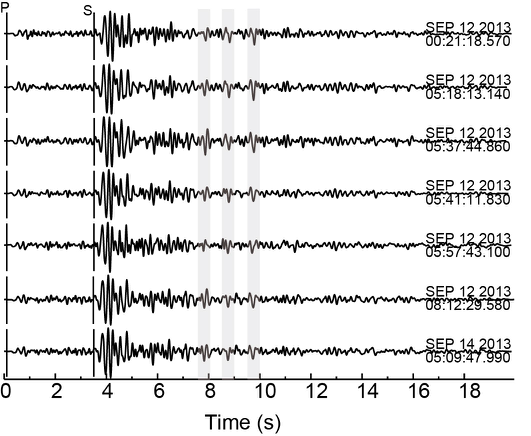 P
S
SEP 12 2013
00:21:18.570
SEP 12 2013
05:18:13.140
SEP 12 2013
05:37:44.860
SEP 12 2013
05:41:11.830
SEP 12 2013
05:57:43.100
SEP 12 2013
08:12:29.580
SEP 14 2013
05:09:47.990
0 2 4 6 8 10 12 14 16 18
Time (s)